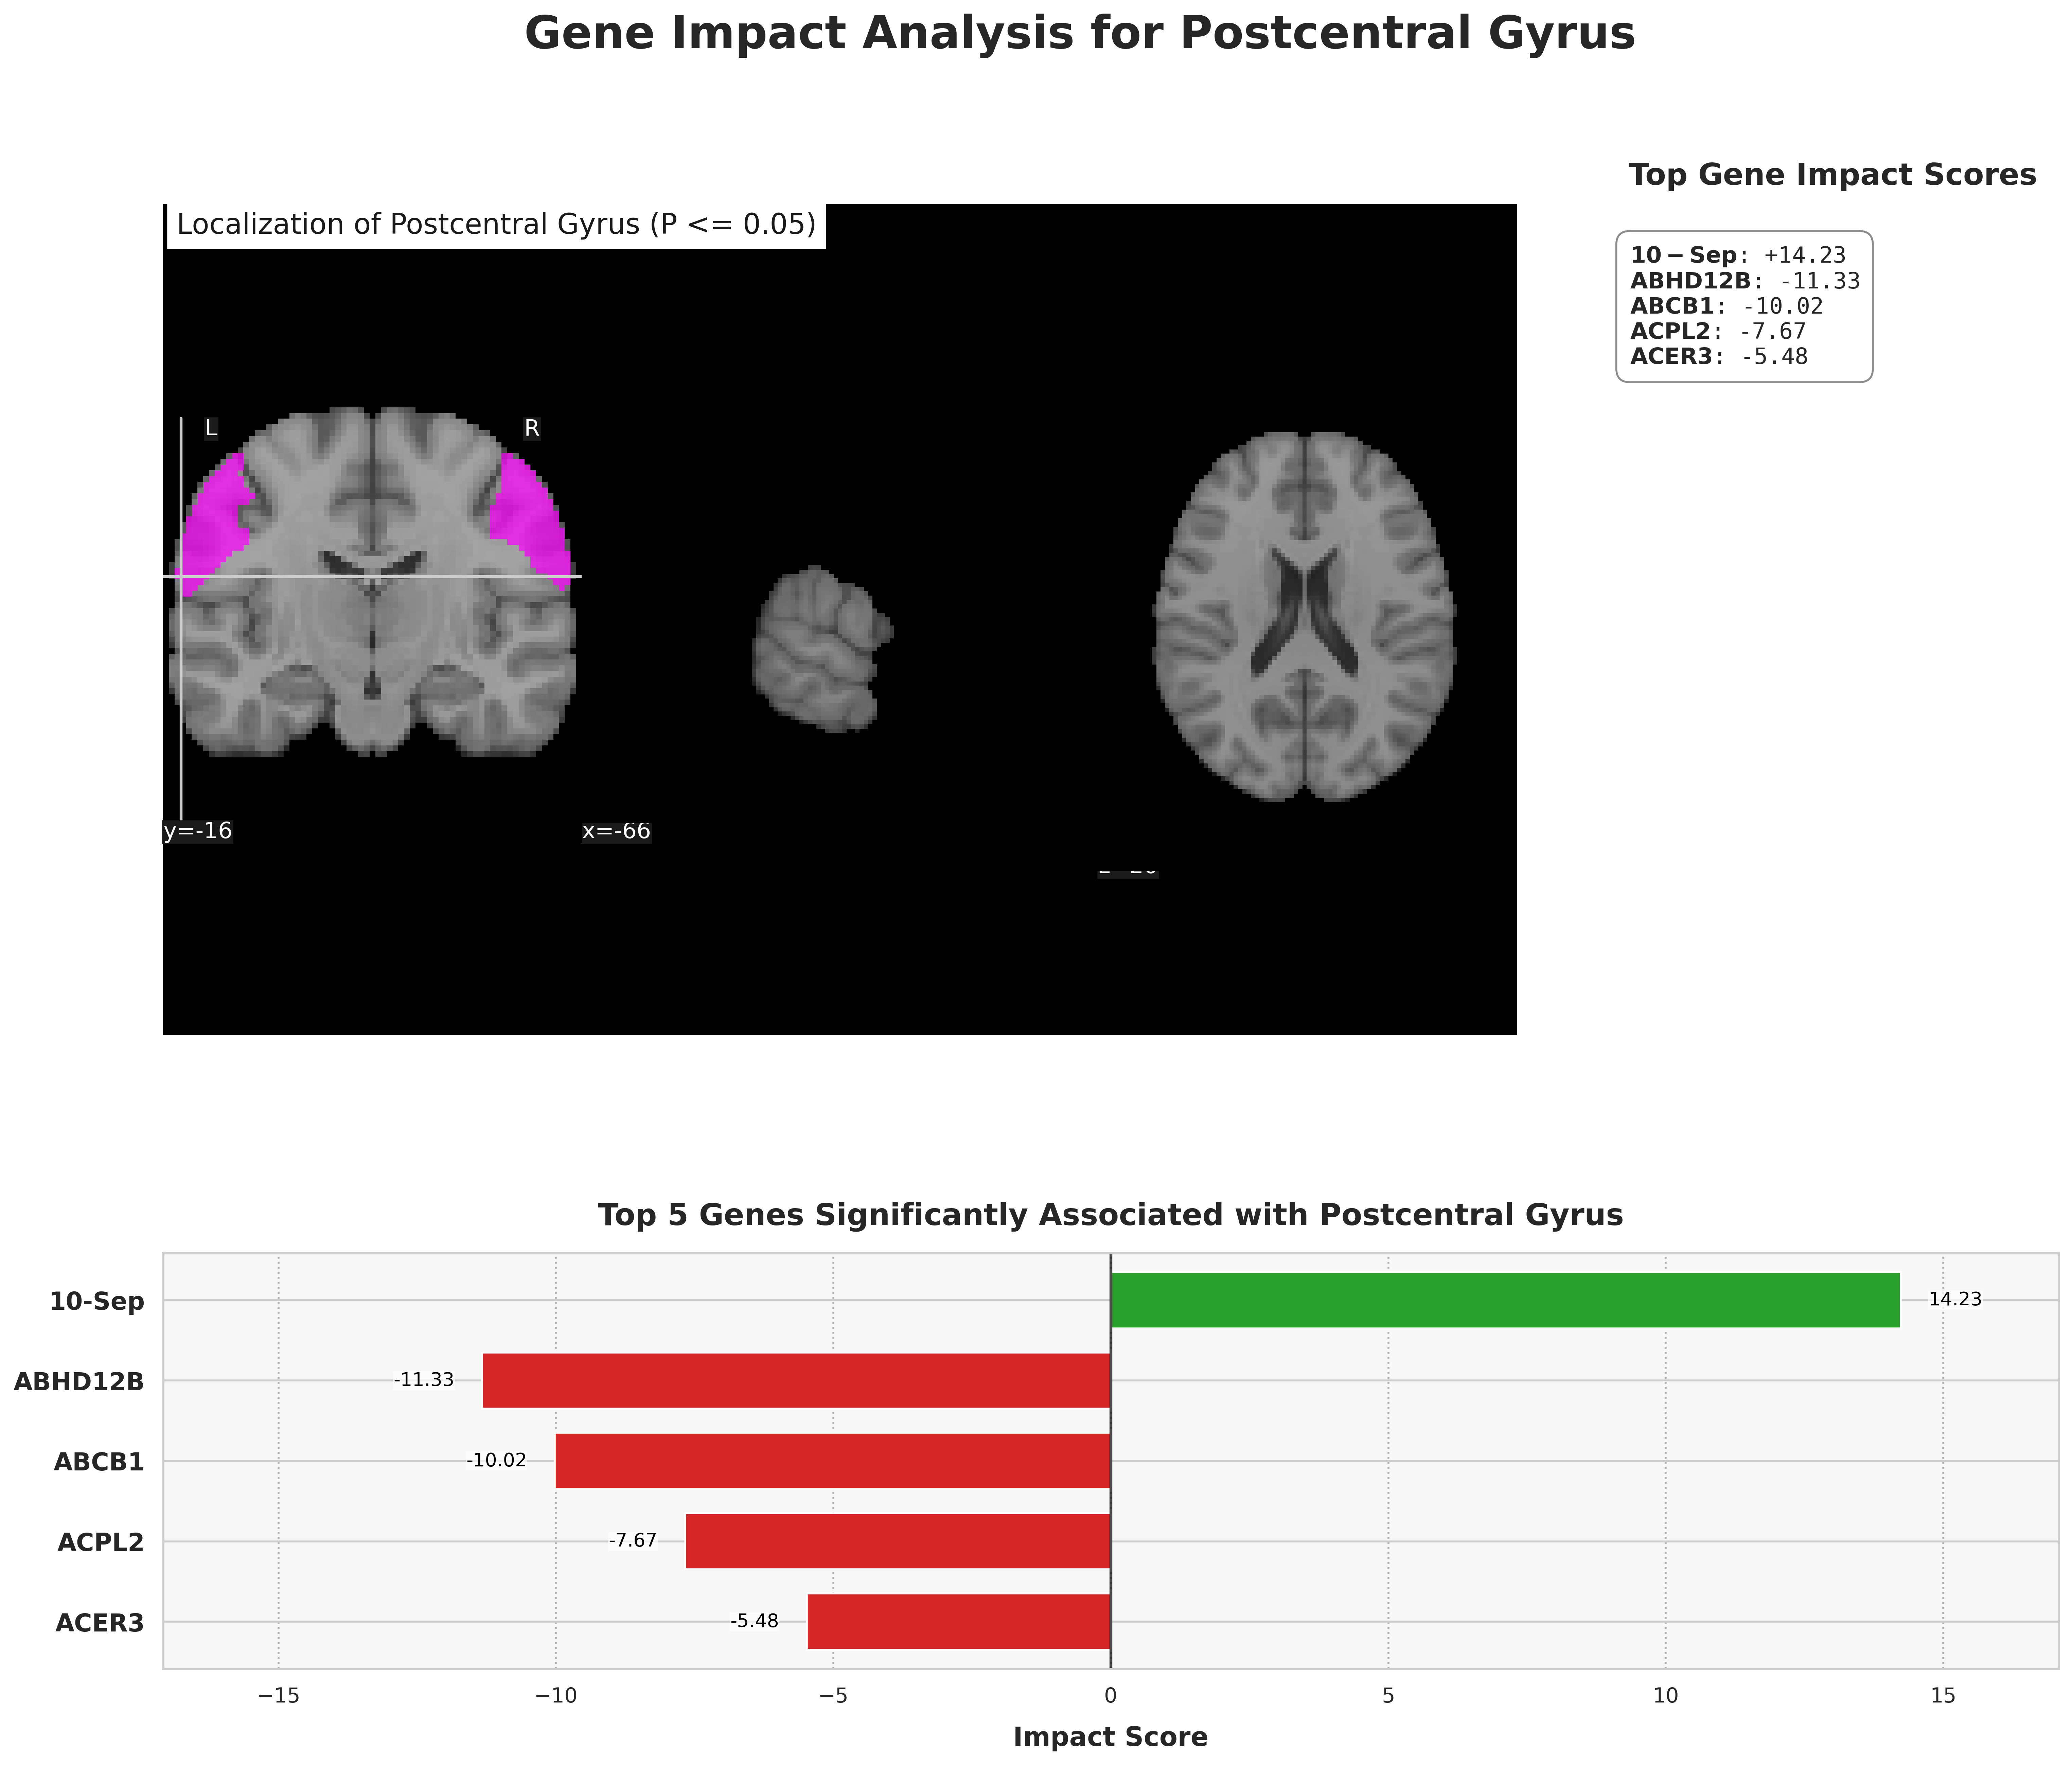 Gene Impact Analysis for Postcentral Gyrus
Top Gene Impact Scores
Localization of Postcentral Gyrus (P <= 0.05)
10−Sep: +14.23
ABHD12B: -11.33
ABCB1: -10.02
ACPL2: -7.67
ACER3: -5.48
L
R
y=-16
x=-66
Top 5 Genes Significantly Associated with Postcentral Gyrus
10-Sep
14.23
ABHD12B
-11.33
ABCB1
-10.02
ACPL2
-7.67
ACER3
-5.48
−15
−10
−5
0
5
10
15
Impact Score